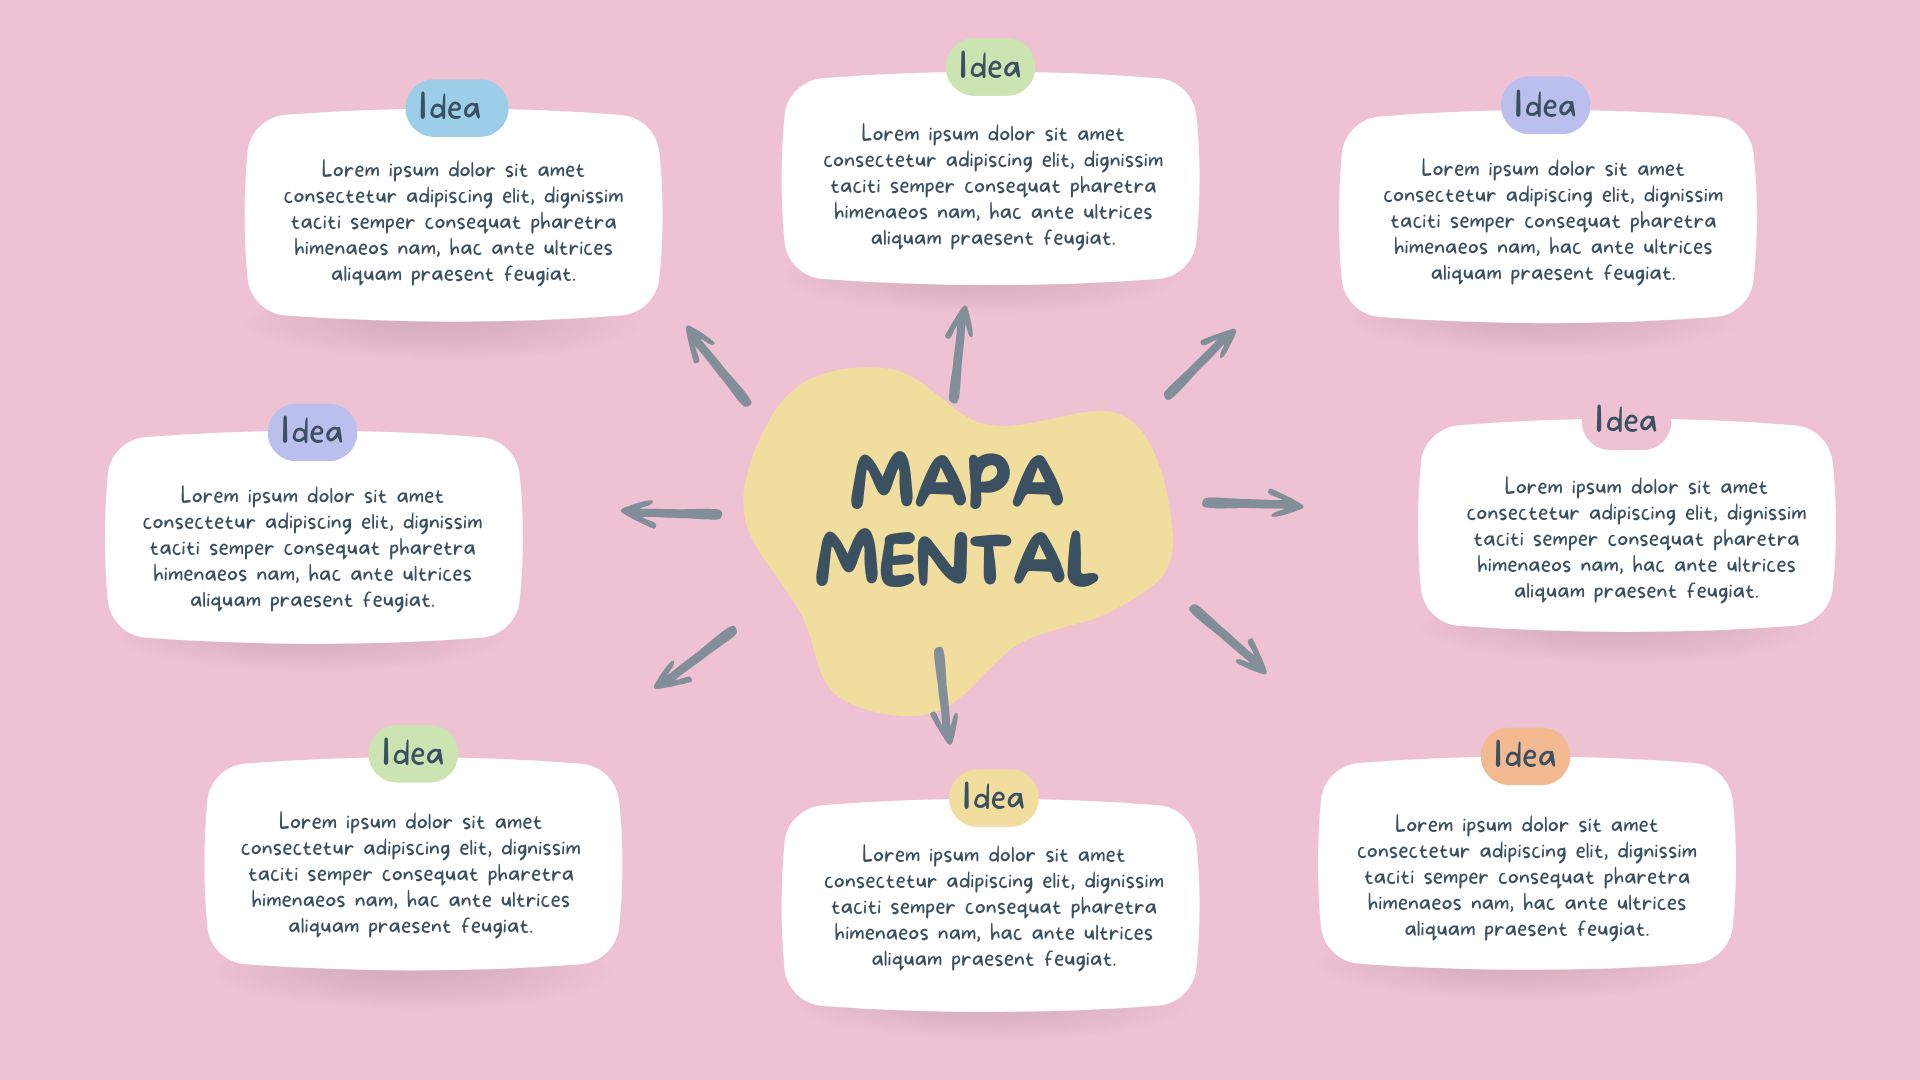 Idea
Lorem ipsum dolor sit amet
consectetur adipiscing elit, dignissim
taciti semper consequat pharetra
himenaeos nam, hac ante ultrices
aliquam praesent feugiat.
Idea
Lorem ipsum dolor sit amet
consectetur adipiscing elit, dignissim
taciti semper consequat pharetra
himenaeos nam, hac ante ultrices
aliquam praesent feugiat.
Idea
Lorem ipsum dolor sit amet
consectetur adipiscing elit, dignissim
taciti semper consequat pharetra
himenaeos nam, hac ante ultrices
aliquam praesent feugiat.
Idea
Lorem ipsum dolor sit amet
consectetur adipiscing elit, dignissim
taciti semper consequat pharetra
himenaeos nam, hac ante ultrices
aliquam praesent feugiat.
MAPA
MENTAL
Idea
Lorem ipsum dolor sit amet
consectetur adipiscing elit, dignissim
taciti semper consequat pharetra
himenaeos nam, hac ante ultrices
aliquam praesent feugiat.
Idea
Lorem ipsum dolor sit amet
consectetur adipiscing elit, dignissim
taciti semper consequat pharetra
himenaeos nam, hac ante ultrices
aliquam praesent feugiat.
Idea
Lorem ipsum dolor sit amet
consectetur adipiscing elit, dignissim
taciti semper consequat pharetra
himenaeos nam, hac ante ultrices
aliquam praesent feugiat.
Idea
Lorem ipsum dolor sit amet
consectetur adipiscing elit, dignissim
taciti semper consequat pharetra
himenaeos nam, hac ante ultrices
aliquam praesent feugiat.